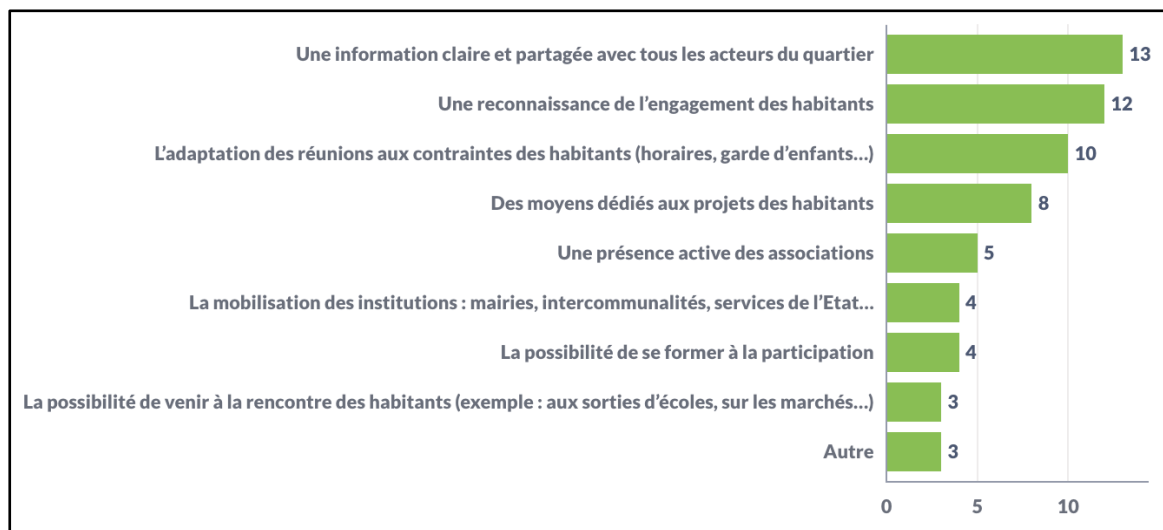 Une information claire et partagée avec tous les acteurs du quartier 13
Une reconnaissance de l’engagement des habitants 12
L’adaptation des réunions aux contraintes des habitants (horaires, garde d’enfants...) 10
Des moyens dédiés aux projets des habitants 8
Une présence active des associations 5
La mobilisation des institutions : mairies, intercommunalités, services de l’Etat... 4
La possibilité de se former à la participation 4
La possibilité de venir à la rencontre des habitants (exemple : aux sorties d’écoles, sur les marchés...) 3
Autre 3
0 5 10